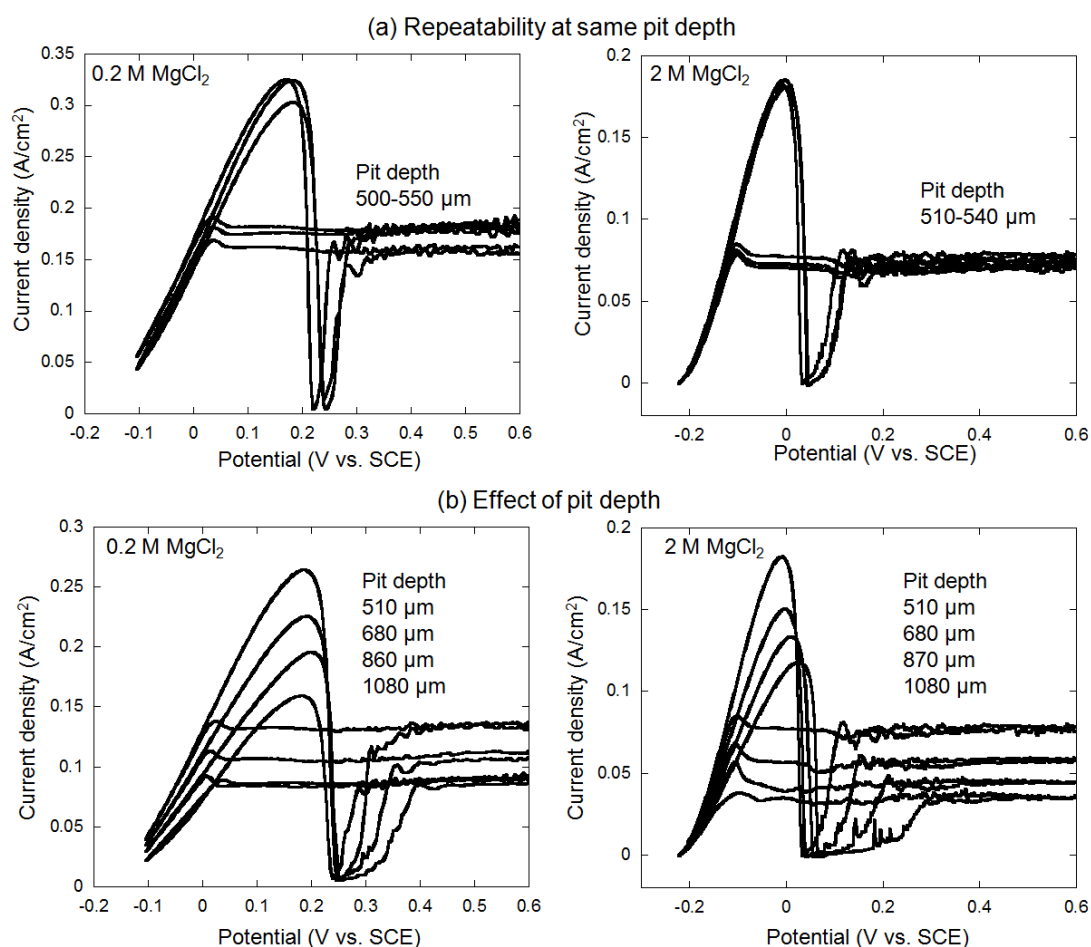 (a) Repeatability at same pit depth
0.2 M MgCl₂
Pit depth
500-550 µm
Current density (A/cm²)
0.35
0.3
0.25
0.2
0.15
0.1
0.05
0
-0.2 -0.1 0 0.1 0.2 0.3 0.4 0.5 0.6
Potential (V vs. SCE)
2 M MgCl₂
Pit depth
510-540 µm
Current density (A/cm²)
0.2
0.15
0.1
0.05
0
-0.2 0 0.2 0.4 0.6
Potential (V vs. SCE)
(b) Effect of pit depth
0.2 M MgCl₂
Pit depth
510 µm
680 µm
860 µm
1080 µm
Current density (A/cm²)
0.3
0.25
0.2
0.15
0.1
0.05
0
-0.2 -0.1 0 0.1 0.2 0.3 0.4 0.5 0.6
Potential (V vs. SCE)
2 M MgCl₂
Pit depth
510 µm
680 µm
870 µm
1080 µm
Current density (A/cm²)
0.2
0.15
0.1
0.05
0
-0.2 0 0.2 0.4 0.6
Potential (V vs. SCE)